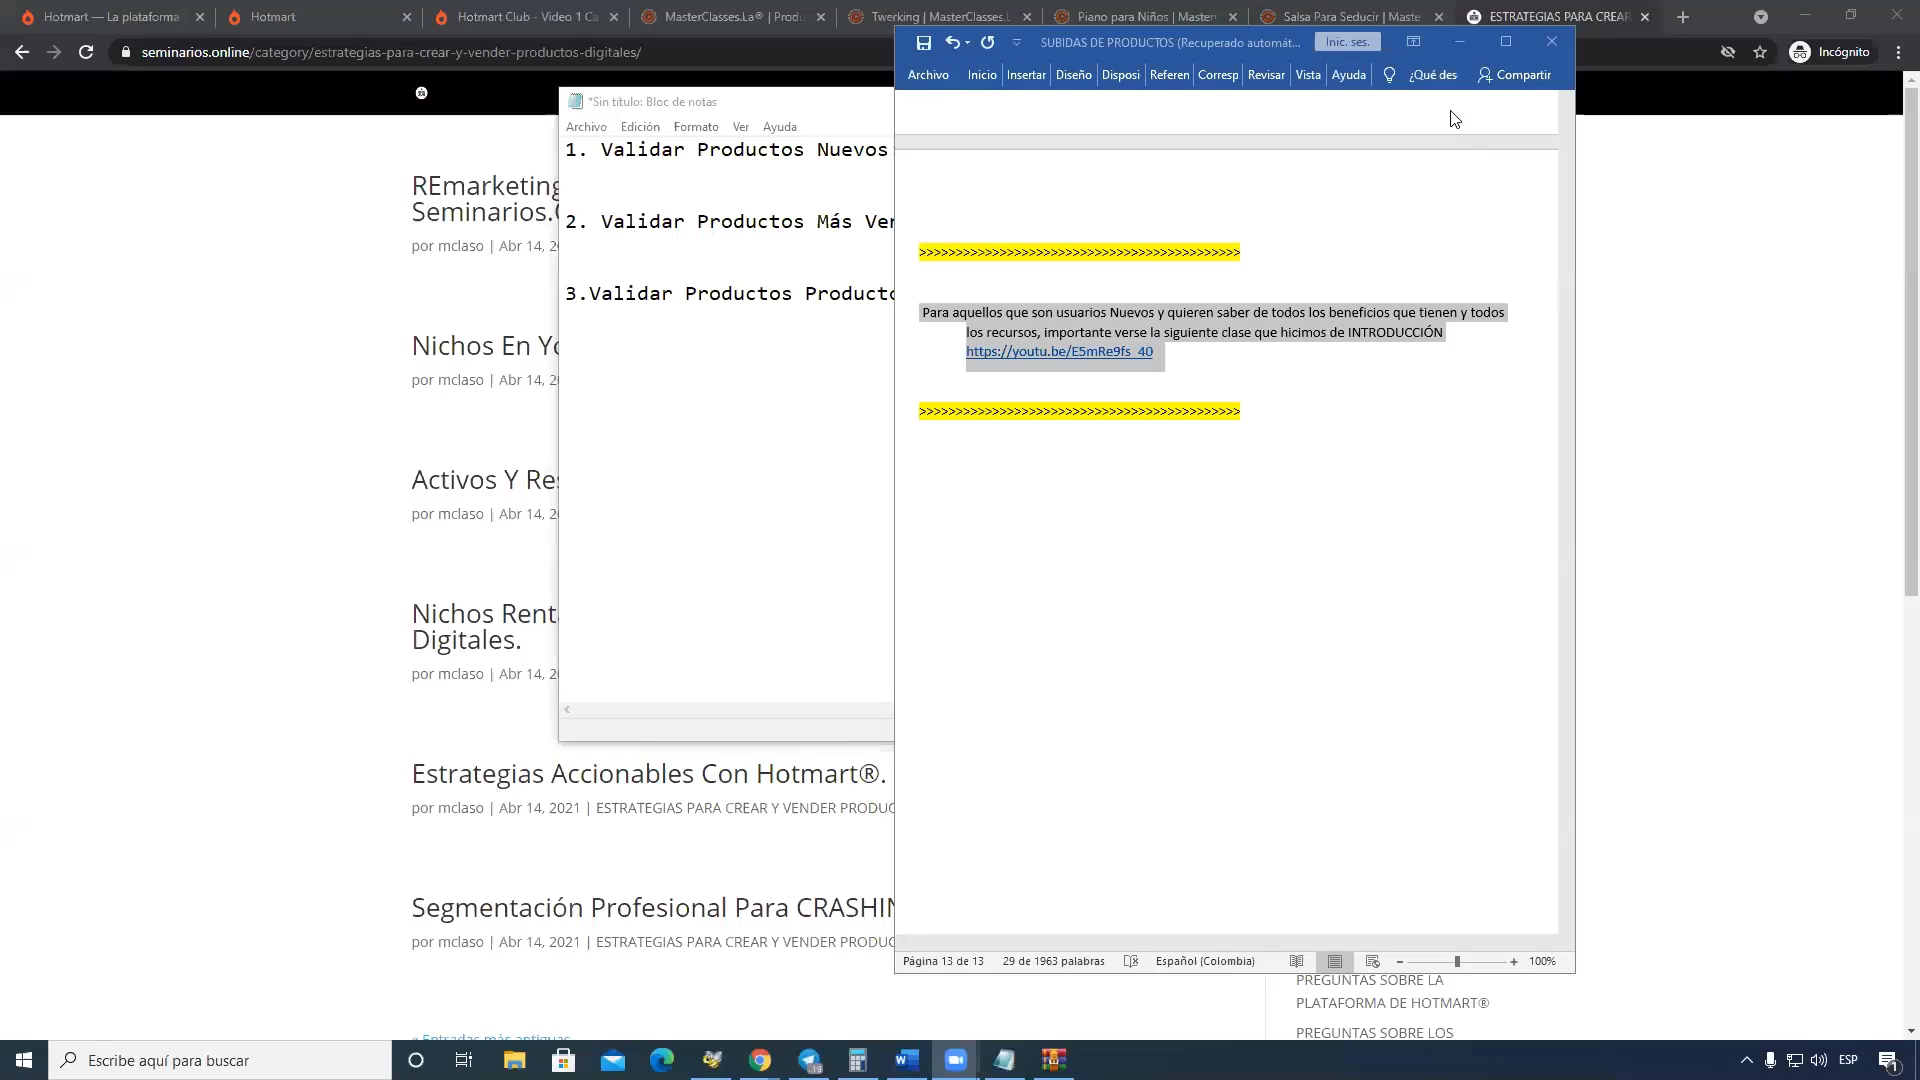 Hotmart — La plataforma
Hotmart
Hotmart Club - Video 1 Ca
MasterClasses.La® | Produ
Twerking | MasterClasses.L
Piano para Niños | Master
Salsa Para Seducir | Maste
ESTRATEGIAS PARA CREAR
seminarios.online/category/estrategias-para-crear-y-vender-productos-digitales/
Incógnito
SUBIDAS DE PRODUCTOS (Recuperado automát...
Inic. ses.
Archivo Inicio Insertar Diseño Disposi Referen Corresp Revisar Vista Ayuda ¿Qué des Compartir
*Sin título: Bloc de notas
Archivo Edición Formato Ver Ayuda
1. Validar Productos Nuevos
2. Validar Productos Más Ver
3.Validar Productos Producto
REmarketing
Seminarios.
por mclaso | Abr 14, 2
Nichos En Yo
por mclaso | Abr 14, 2
Activos Y Res
por mclaso | Abr 14, 2
Nichos Renta
Digitales.
por mclaso | Abr 14, 2
Estrategias Accionables Con Hotmart®.
por mclaso | Abr 14, 2021 | ESTRATEGIAS PARA CREAR Y VENDER PRODUC
Segmentación Profesional Para CRASHIN
por mclaso | Abr 14, 2021 | ESTRATEGIAS PARA CREAR Y VENDER PRODUC
« Entradas más antiguas
>>>>>>>>>>>>>>>>>>>>>>>>>>>>>>>>>>>>>>>>
Para aquellos que son usuarios Nuevos y quieren saber de todos los beneficios que tienen y todos
los recursos, importante verse la siguiente clase que hicimos de INTRODUCCIÓN
https://youtu.be/E5mRe9fs_40
>>>>>>>>>>>>>>>>>>>>>>>>>>>>>>>>>>>>>>>>
Página 13 de 13 29 de 1963 palabras Español (Colombia) 100%
PREGUNTAS SOBRE LA
PLATAFORMA DE HOTMART®
PREGUNTAS SOBRE LOS
Escribe aquí para buscar
19
ESP
1